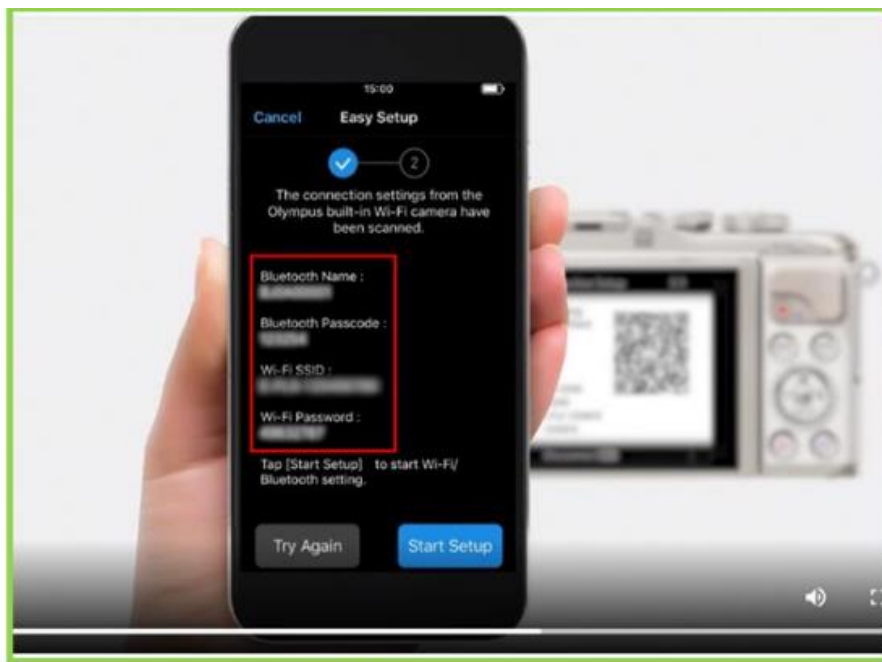 15:00
Cancel Easy Setup
2
The connection settings from the
Olympus built-in Wi-Fi camera have
been scanned.
Bluetooth Name :
Bluetooth Passcode :
Wi-Fi SSID :
Wi-Fi Password :
Tap [Start Setup] to start Wi-Fi/
Bluetooth setting.
Try Again Start Setup